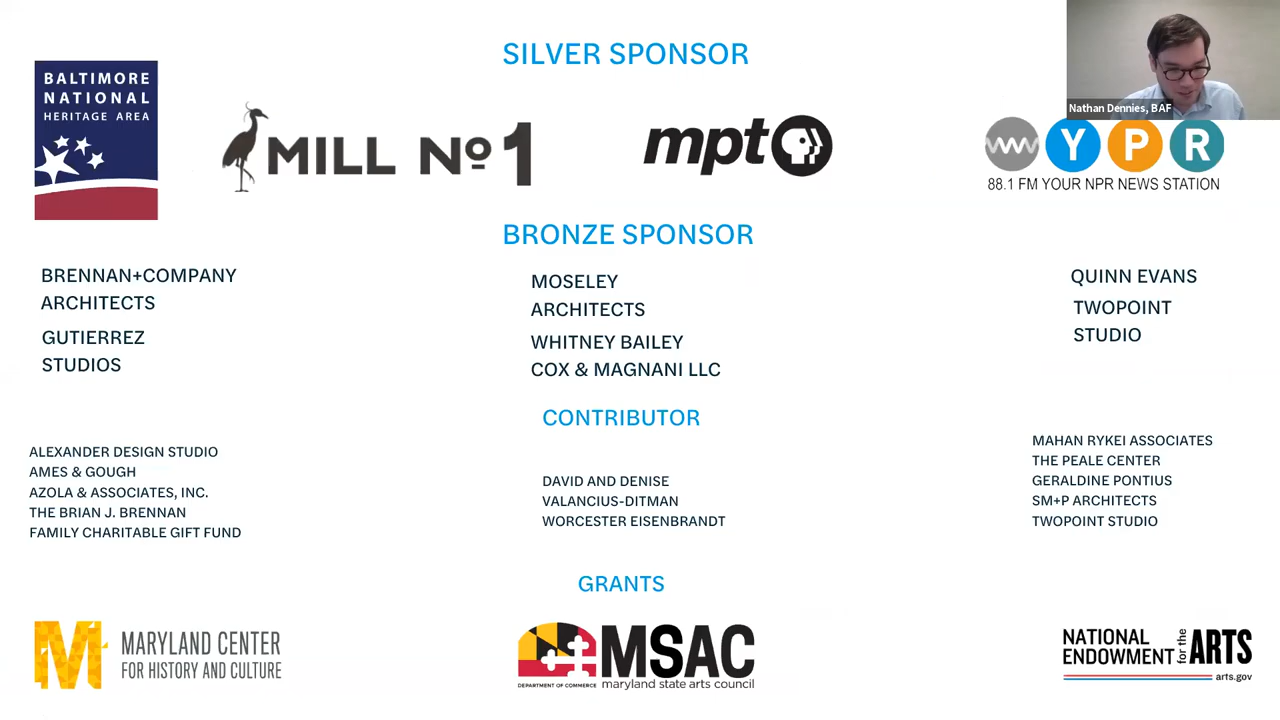 SILVER SPONSOR
Nathan Dennies, BAF
BALTIMORE
NATIONAL
HERITAGE AREA
MILL Nº 1
mpt
WYPR
88.1 FM YOUR NPR NEWS STATION
BRONZE SPONSOR
BRENNAN+COMPANY
ARCHITECTS
GUTIERREZ
STUDIOS
MOSELEY
ARCHITECTS
WHITNEY BAILEY
COX & MAGNANI LLC
QUINN EVANS
TWOPOINT
STUDIO
CONTRIBUTOR
ALEXANDER DESIGN STUDIO
AMES & GOUGH
AZOLA & ASSOCIATES, INC.
THE BRIAN J. BRENNAN
FAMILY CHARITABLE GIFT FUND
DAVID AND DENISE
VALANCIUS-DITMAN
WORCESTER EISENBRANDT
MAHAN RYKEI ASSOCIATES
THE PEALE CENTER
GERALDINE PONTIUS
SM+P ARCHITECTS
TWOPOINT STUDIO
GRANTS
M
MARYLAND CENTER
FOR HISTORY AND CULTURE
MSAC
DEPARTMENT OF COMMERCE maryland state arts council
NATIONAL
ENDOWMENT for the ARTS
arts.gov